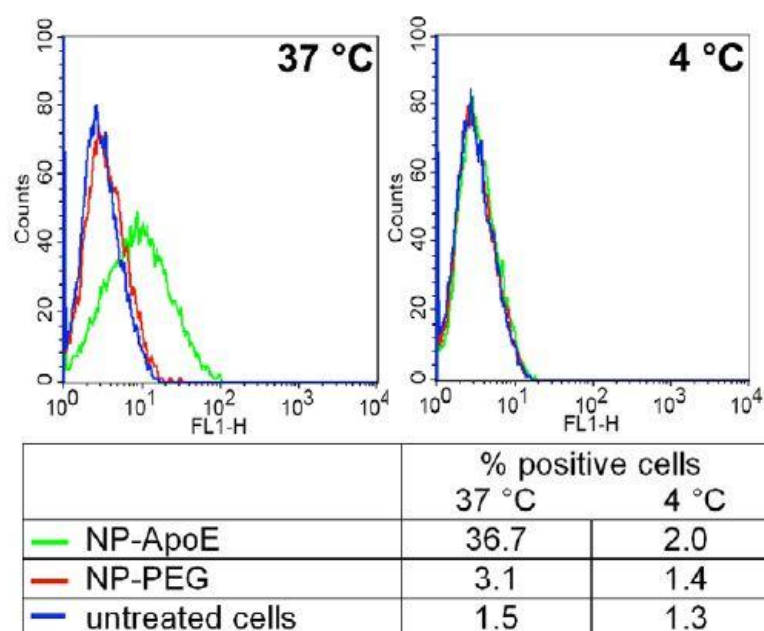 37 °C
100
80
60
40
20
0
Counts
10^0 10^1 10^2 10^3 10^4
FL1-H
4 °C
100
80
60
40
20
0
Counts
10^0 10^1 10^2 10^3 10^4
FL1-H
% positive cells
37 °C 4 °C
NP-ApoE 36.7 2.0
NP-PEG 3.1 1.4
untreated cells 1.5 1.3